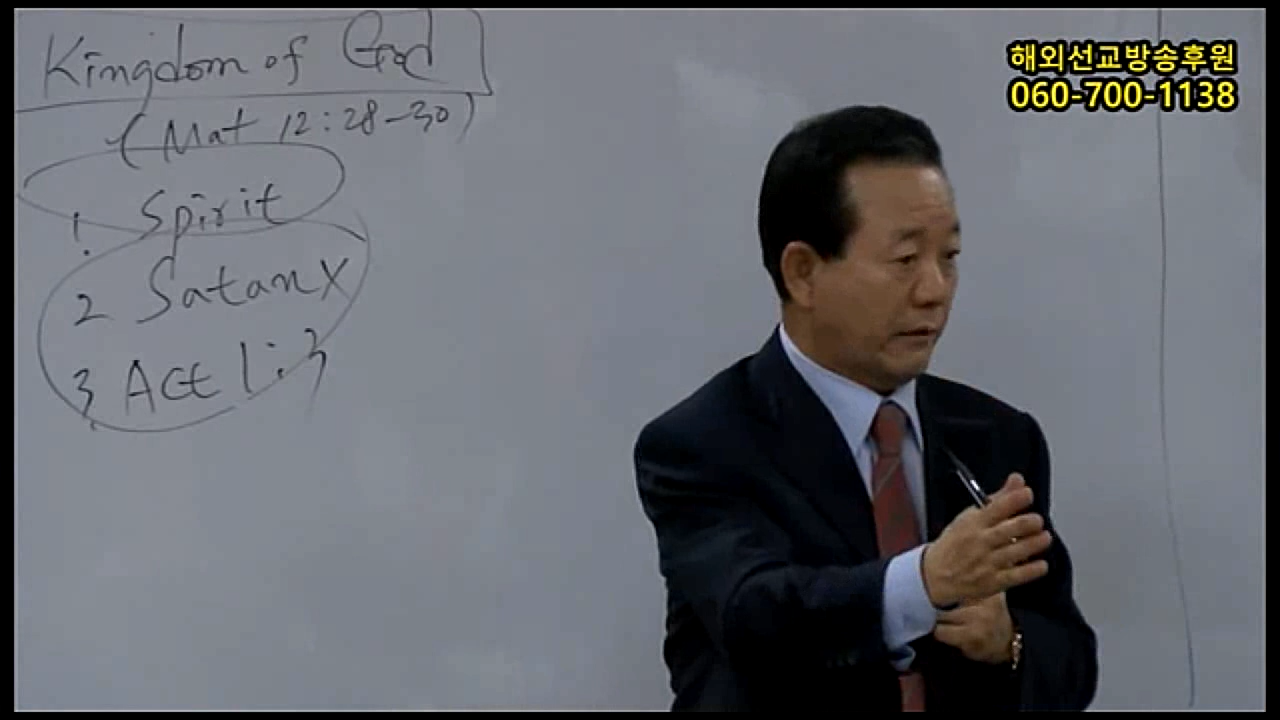 Kingdom of God
(Mat 12:28-30)
1. Spirit
2 Satan X
3, Act 1:3
해외선교방송후원
060-700-1138